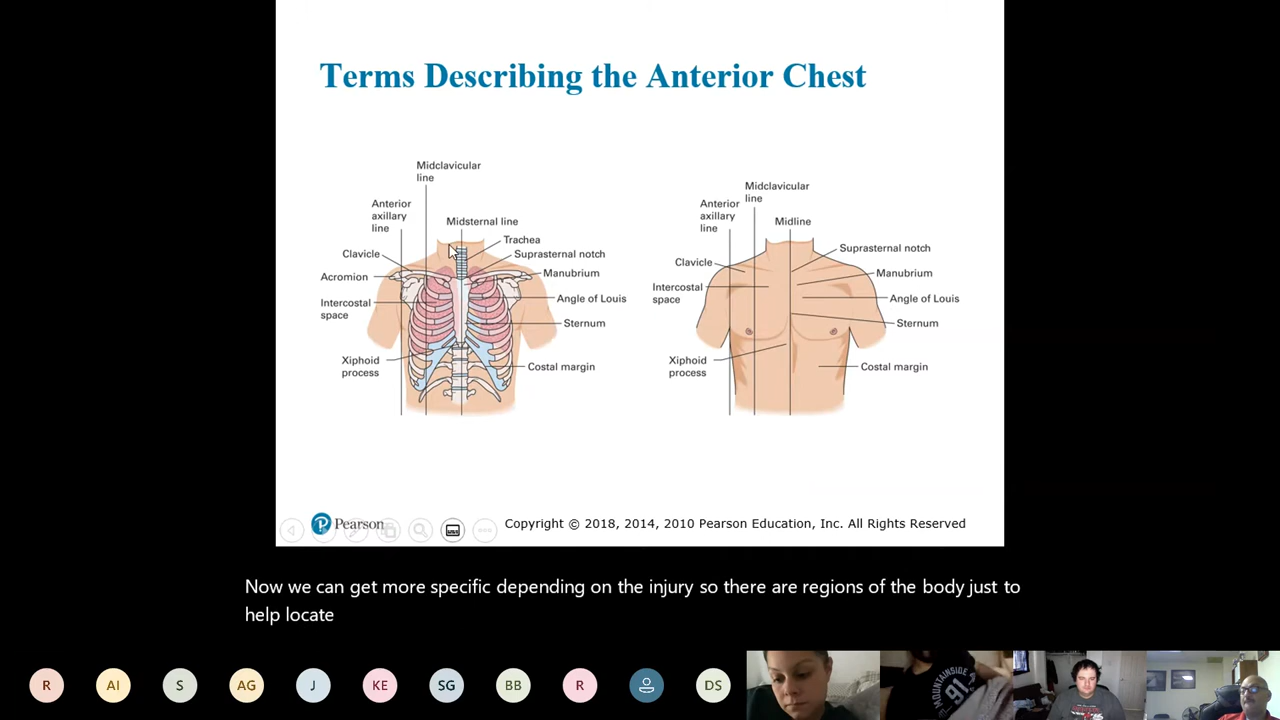 Terms Describing the Anterior Chest
Midclavicular
line
Anterior
axillary
line
Midsternal line
Trachea
Clavicle
Suprasternal notch
Acromion
Manubrium
Intercostal
space
Angle of Louis
Sternum
Xiphoid
process
Costal margin
Midclavicular
line
Anterior
axillary
line
Midline
Suprasternal notch
Clavicle
Manubrium
Intercostal
space
Angle of Louis
Sternum
Xiphoid
process
Costal margin
P Pearson
Copyright © 2018, 2014, 2010 Pearson Education, Inc. All Rights Reserved
Now we can get more specific depending on the injury so there are regions of the body just to
help locate
R AI S AG J KE SG BB R DS
MOUNTAINSIDE
91